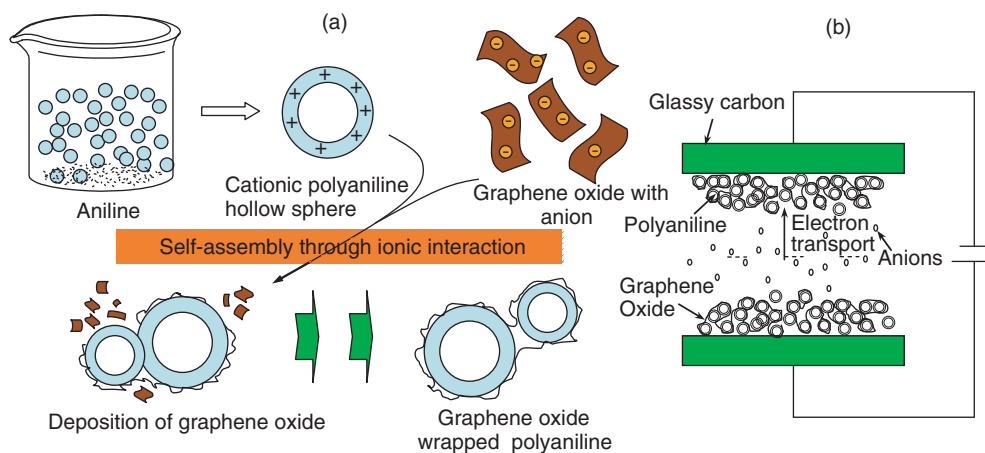 (a)
Aniline
+ + + + + + +
Cationic polyaniline
hollow sphere
Graphene oxide with
anion
Self-assembly through ionic interaction
Deposition of graphene oxide
Graphene oxide
wrapped polyaniline
(b)
Glassy carbon
Polyaniline
Electron
transport
Anions
Graphene
Oxide